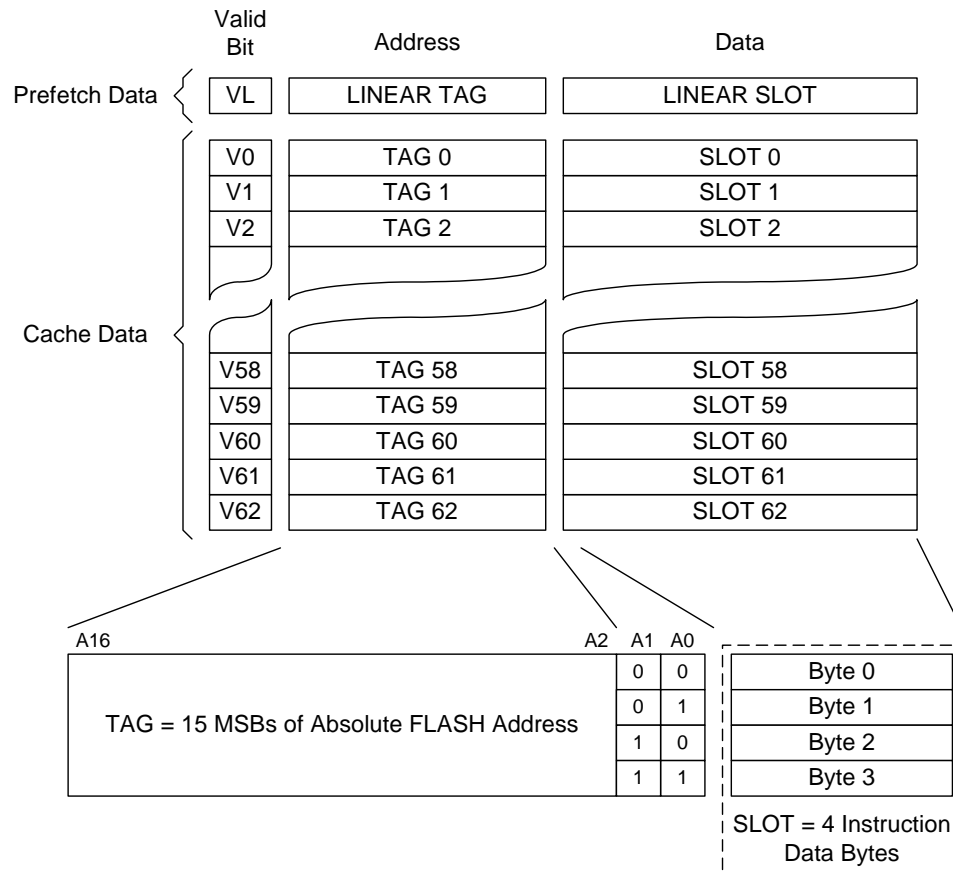 Valid
Bit Address Data
Prefetch Data VL LINEAR TAG LINEAR SLOT
V0 TAG 0 SLOT 0
V1 TAG 1 SLOT 1
V2 TAG 2 SLOT 2
Cache Data
V58 TAG 58 SLOT 58
V59 TAG 59 SLOT 59
V60 TAG 60 SLOT 60
V61 TAG 61 SLOT 61
V62 TAG 62 SLOT 62
A16 A2 A1 A0
0 0 Byte 0
0 1 Byte 1
TAG = 15 MSBs of Absolute FLASH Address
1 0 Byte 2
1 1 Byte 3
SLOT = 4 Instruction
Data Bytes